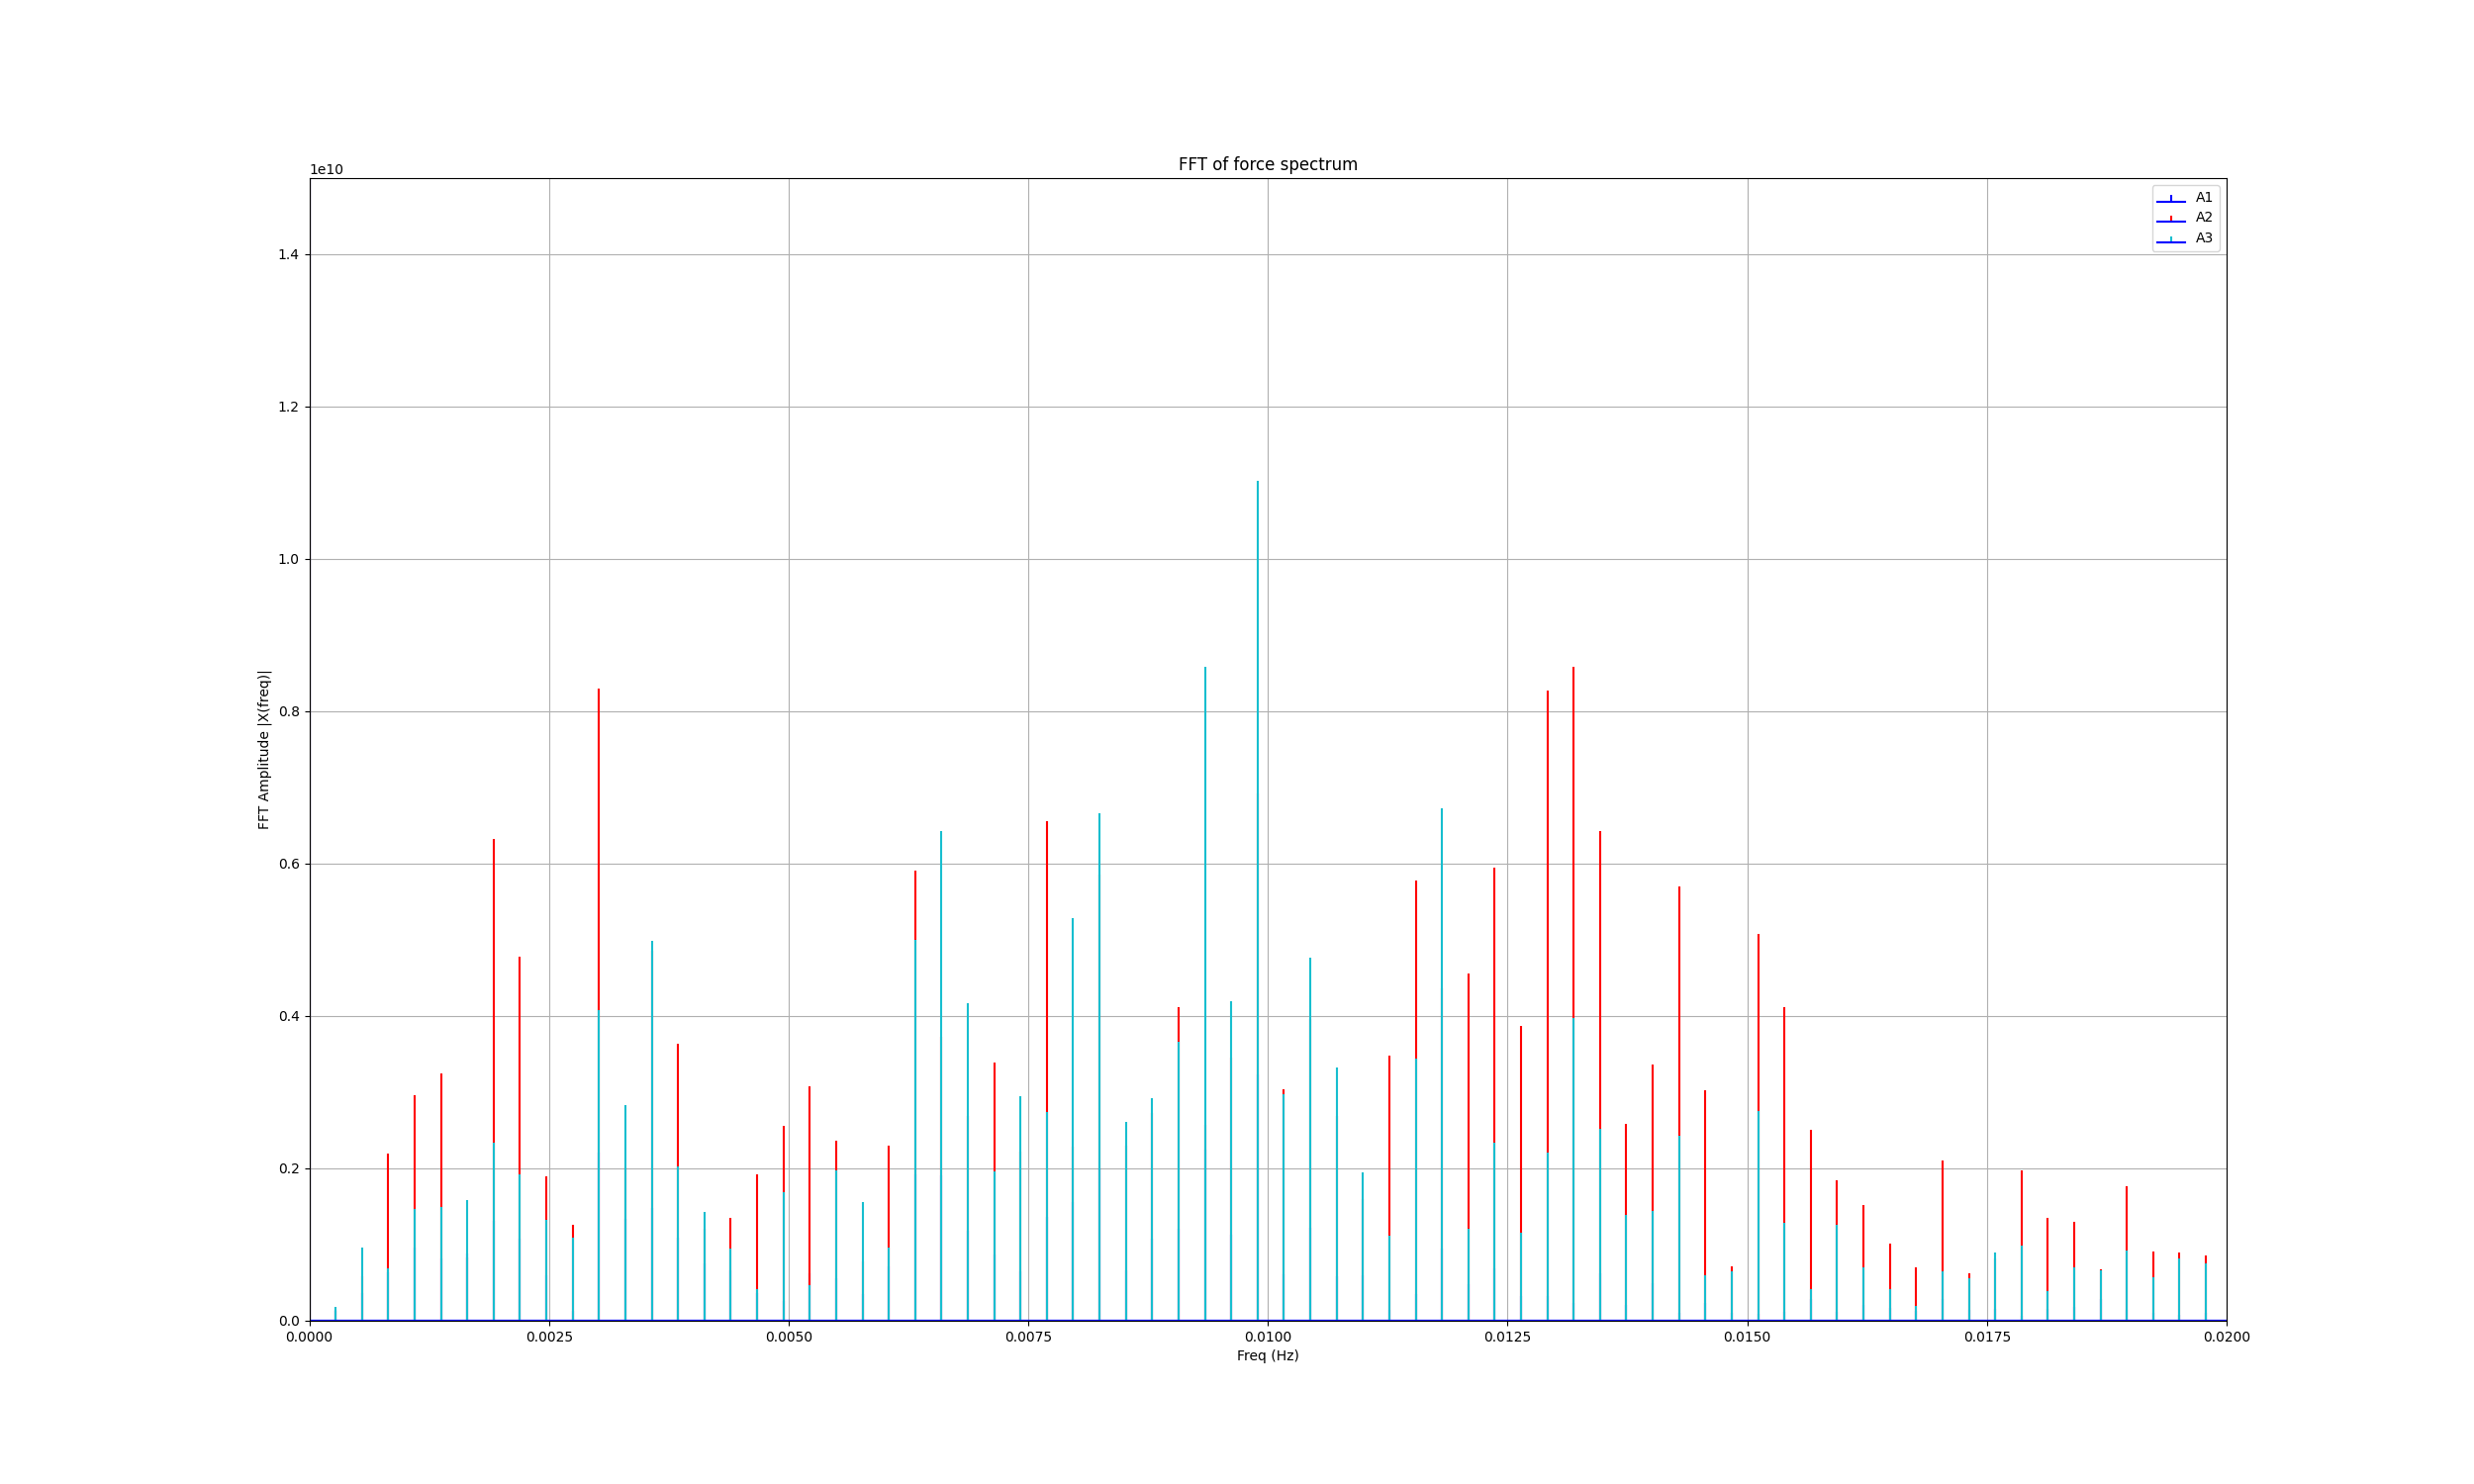 FFT of force spectrum
1e10
A1
A2
A3
1.4
1.2
1.0
0.8
0.6
0.4
0.2
0.0
FFT Amplitude |X(freq)|
0.0000 0.0025 0.0050 0.0075 0.0100 0.0125 0.0150 0.0175 0.0200
Freq (Hz)